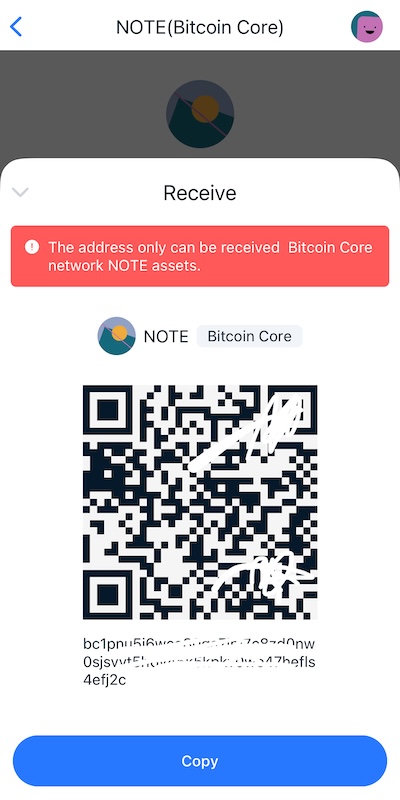 NOTE(Bitcoin Core)
Receive
The address only can be received Bitcoin Core
network NOTE assets.
NOTE Bitcoin Core
4efj2c
Copy